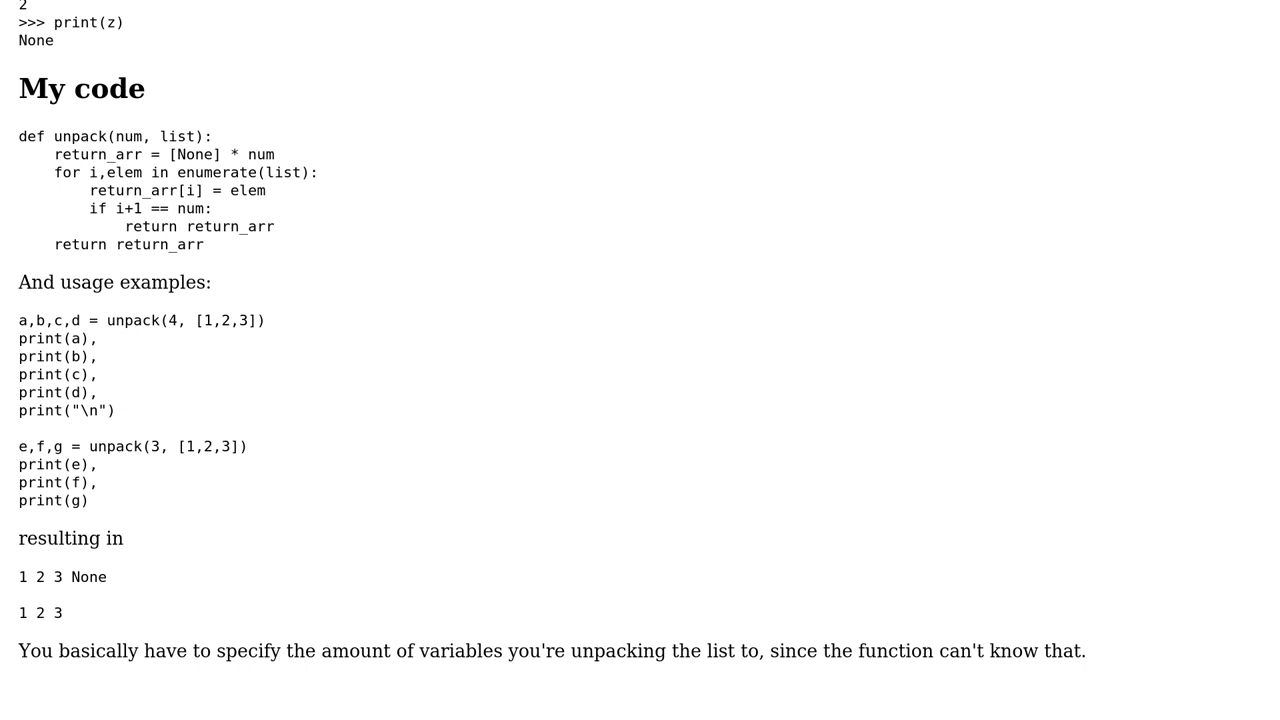 2
>>> print(z)
None
My code
def unpack(num, list):
    return_arr = [None] * num
    for i,elem in enumerate(list):
        return_arr[i] = elem
        if i+1 == num:
            return return_arr
    return return_arr
And usage examples:
a,b,c,d = unpack(4, [1,2,3])
print(a),
print(b),
print(c),
print(d),
print("\n")
e,f,g = unpack(3, [1,2,3])
print(e),
print(f),
print(g)
resulting in
1 2 3 None
1 2 3
You basically have to specify the amount of variables you're unpacking the list to, since the function can't know that.